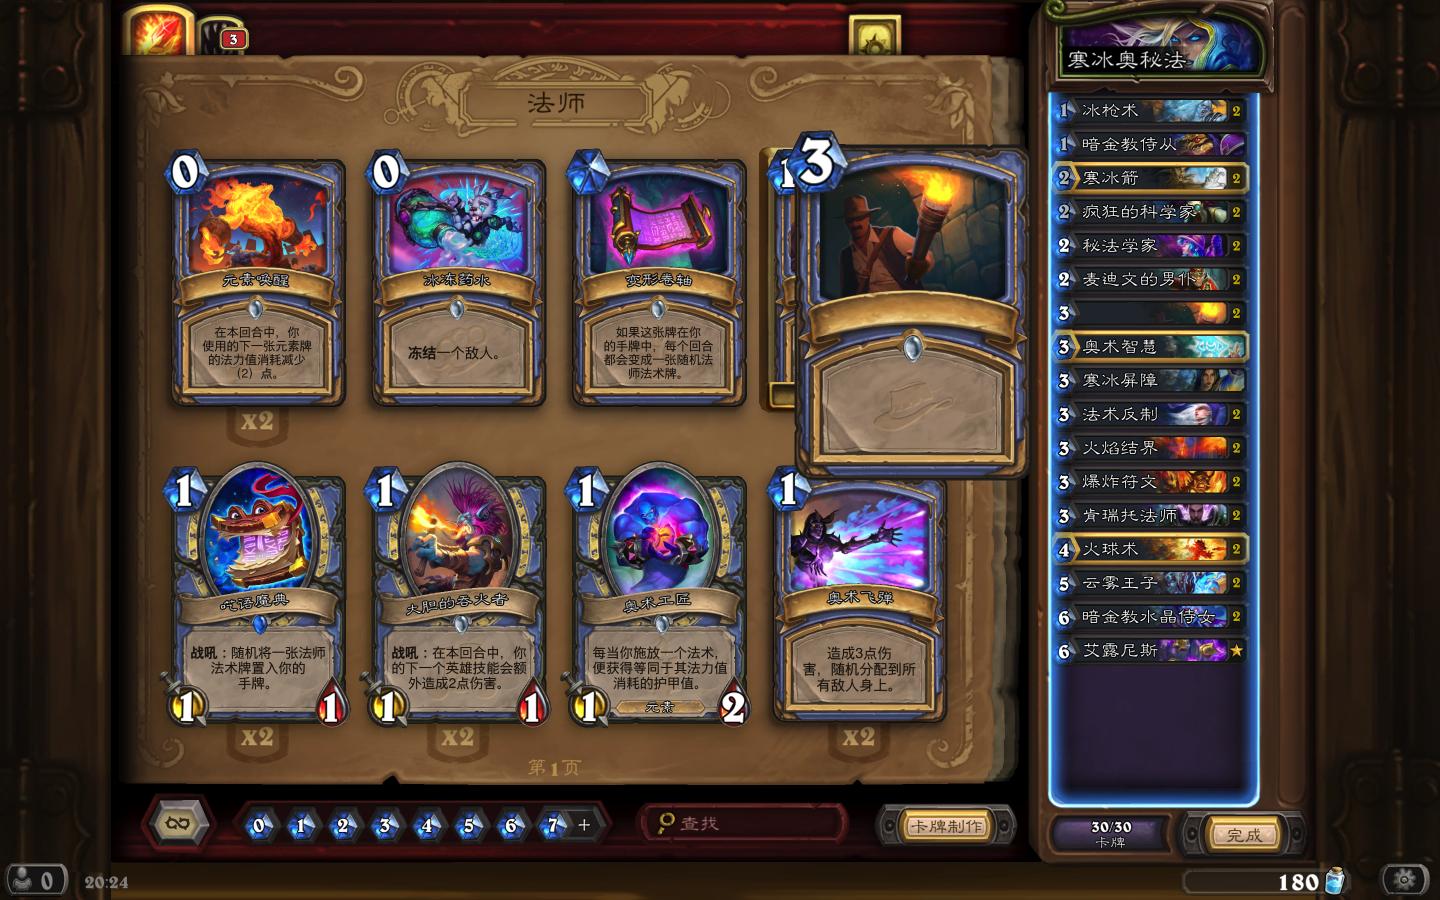 3
法师
0
元素唤醒
在本回合中，你
使用的下一张元素牌
的法力值消耗减少
（2）点。
x2
0
冰冻药水
冻结一个敌人。
变形卷轴
如果这张牌在你
的手牌中，每个回合
都会变成一张随机法
师法术牌。
1
3
1
咒语魔典
战吼：随机将一张法师
法术牌置入你的
手牌。
1
1
x2
1
大胆的吞火者
战吼：在本回合中，你
的下一个英雄技能会额
外造成2点伤害。
1
1
x2
1
奥术工匠
每当你施放一个法术，
便获得等同于其法力值
消耗的护甲值。
元素
1
2
1
奥术飞弹
造成3点伤
害，随机分配到所
有敌人身上。
x2
第1页
0 1 2 3 4 5 6 7 +
查找
卡牌制作
寒冰奥秘法
1 冰枪术 2
1 暗金教侍从 2
2 寒冰箭 2
2 疯狂的科学家 2
2 秘法学家 2
2 麦迪文的男仆 2
3 2
3 奥术智慧 2
3 寒冰屏障 2
3 法术反制 2
3 火焰结界 2
3 爆炸符文 2
3 肯瑞托法师 2
4 火球术 2
5 云雾王子 2
6 暗金教水晶侍女 2
6 艾露尼斯
30/30
卡牌
完成
0
20:24
180